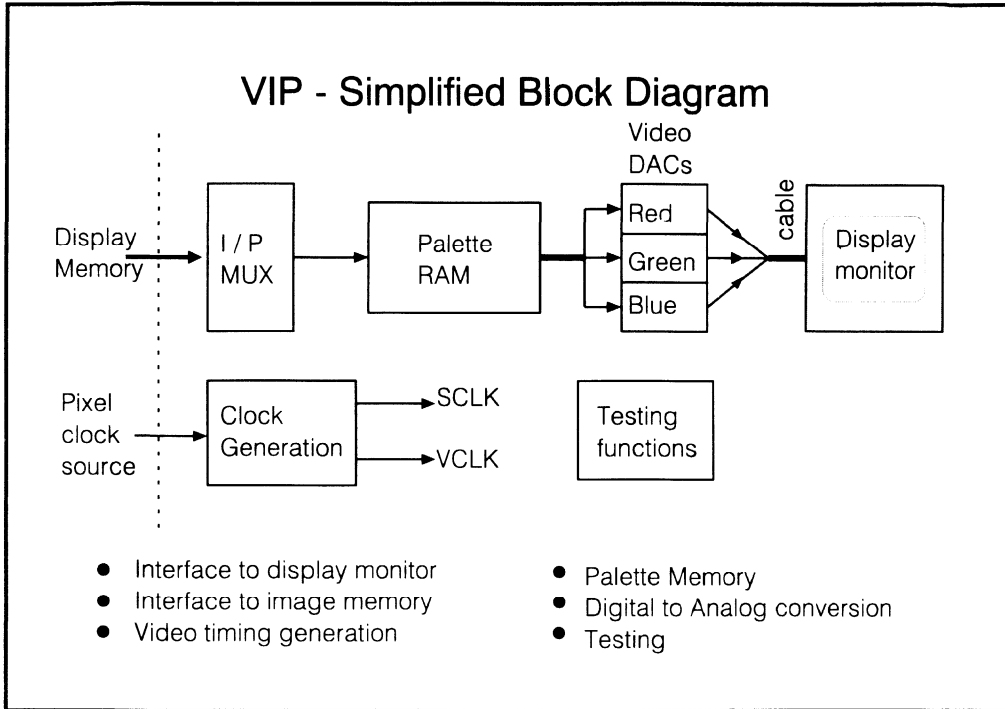 VIP - Simplified Block Diagram
Video
DACs
cable
Display
Memory
I / P
MUX
Palette
RAM
Red
Green
Blue
Display
monitor
Pixel
clock
source
Clock
Generation
SCLK
VCLK
Testing
functions
● Interface to display monitor
● Interface to image memory
● Video timing generation
● Palette Memory
● Digital to Analog conversion
● Testing